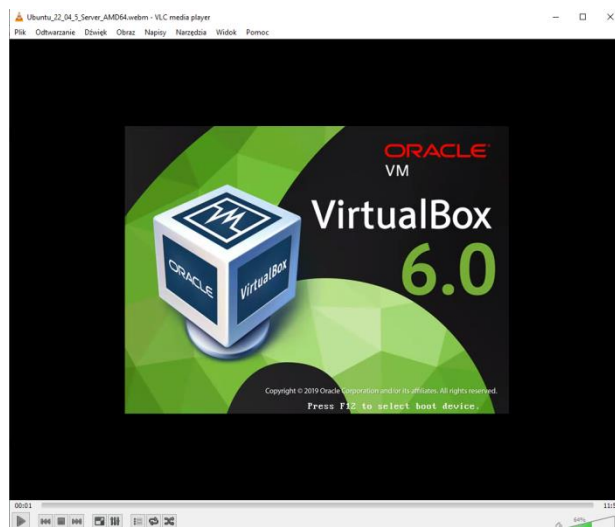 Ubuntu_22_04_5_Server_AMD64.webm - VLC media player
Plik Odtwarzanie Dźwięk Obraz Napisy Narzędzia Widok Pomoc
ORACLE
VM
VirtualBox
6.0
ORACLE
VirtualBox
Copyright © 2019 Oracle Corporation and/or its affiliates. All rights reserved.
Press F12 to select boot device.
00:01
64%